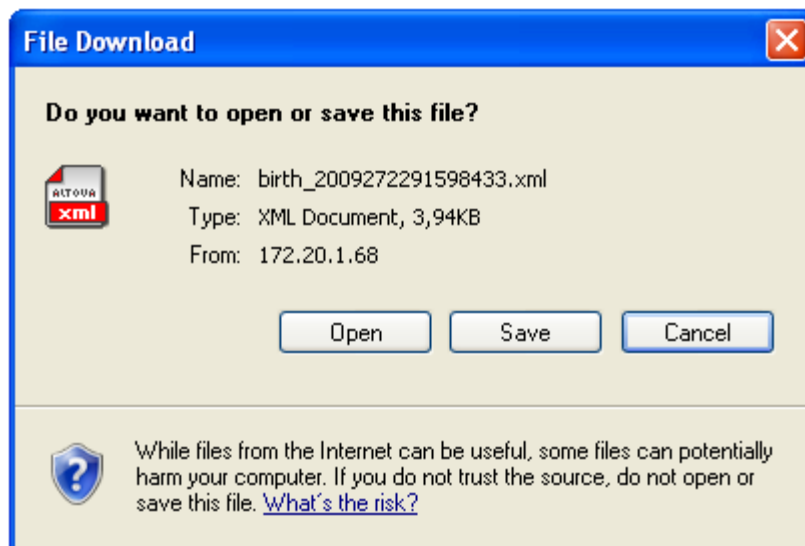 File Download
Do you want to open or save this file?
ALTOVA
xml
Name: birth_2009272291598433.xml
Type: XML Document, 3,94KB
From: 172.20.1.68
Open Save Cancel
While files from the Internet can be useful, some files can potentially
harm your computer. If you do not trust the source, do not open or
save this file. What's the risk?